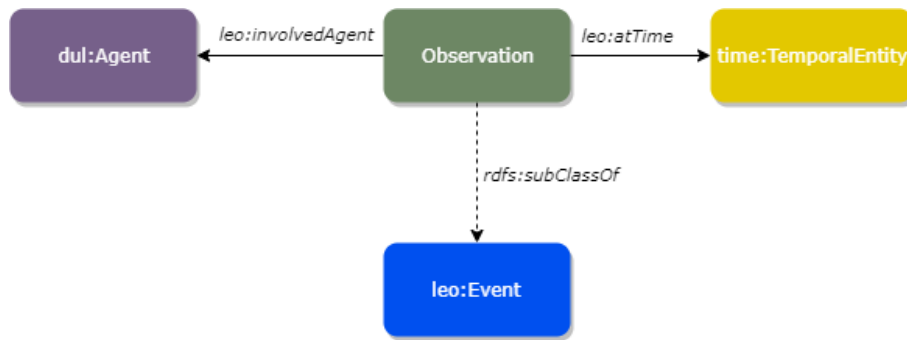 leo:involvedAgent
leo:atTime
dul:Agent
Observation
time:TemporalEntity
rdfs:subClassOf
leo:Event